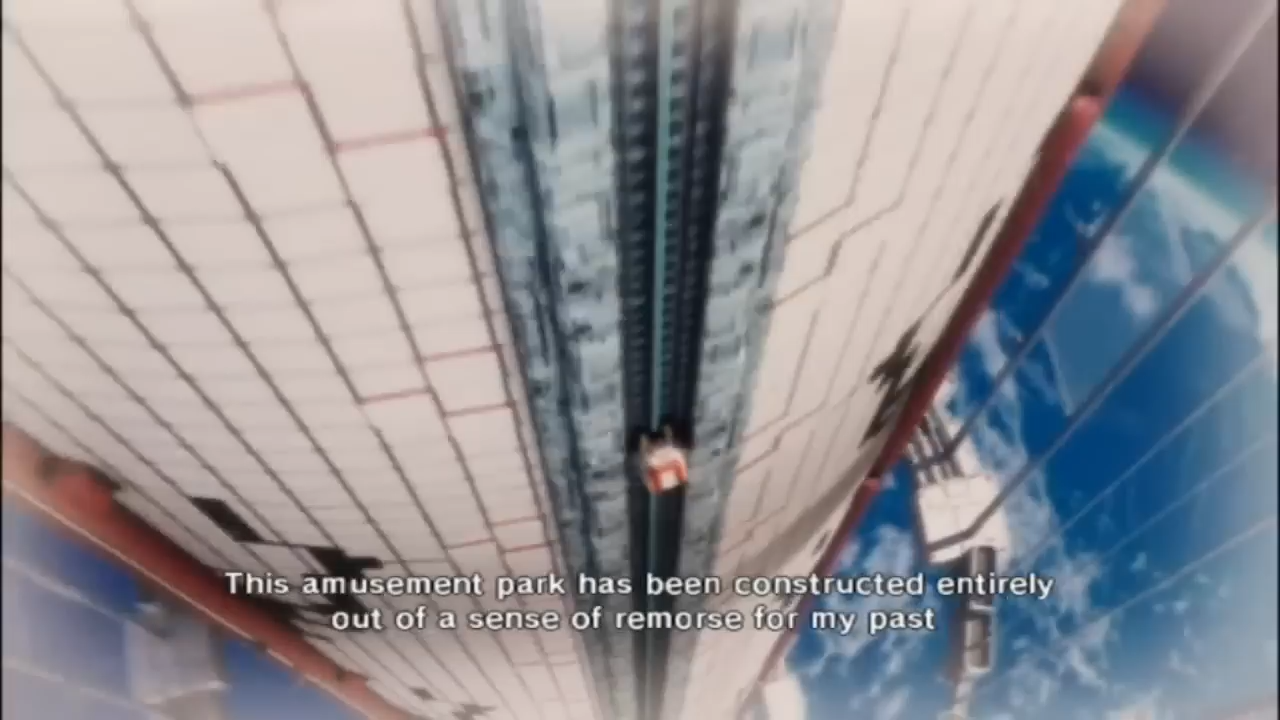 This amusement park has been constructed entirely
out of a sense of remorse for my past